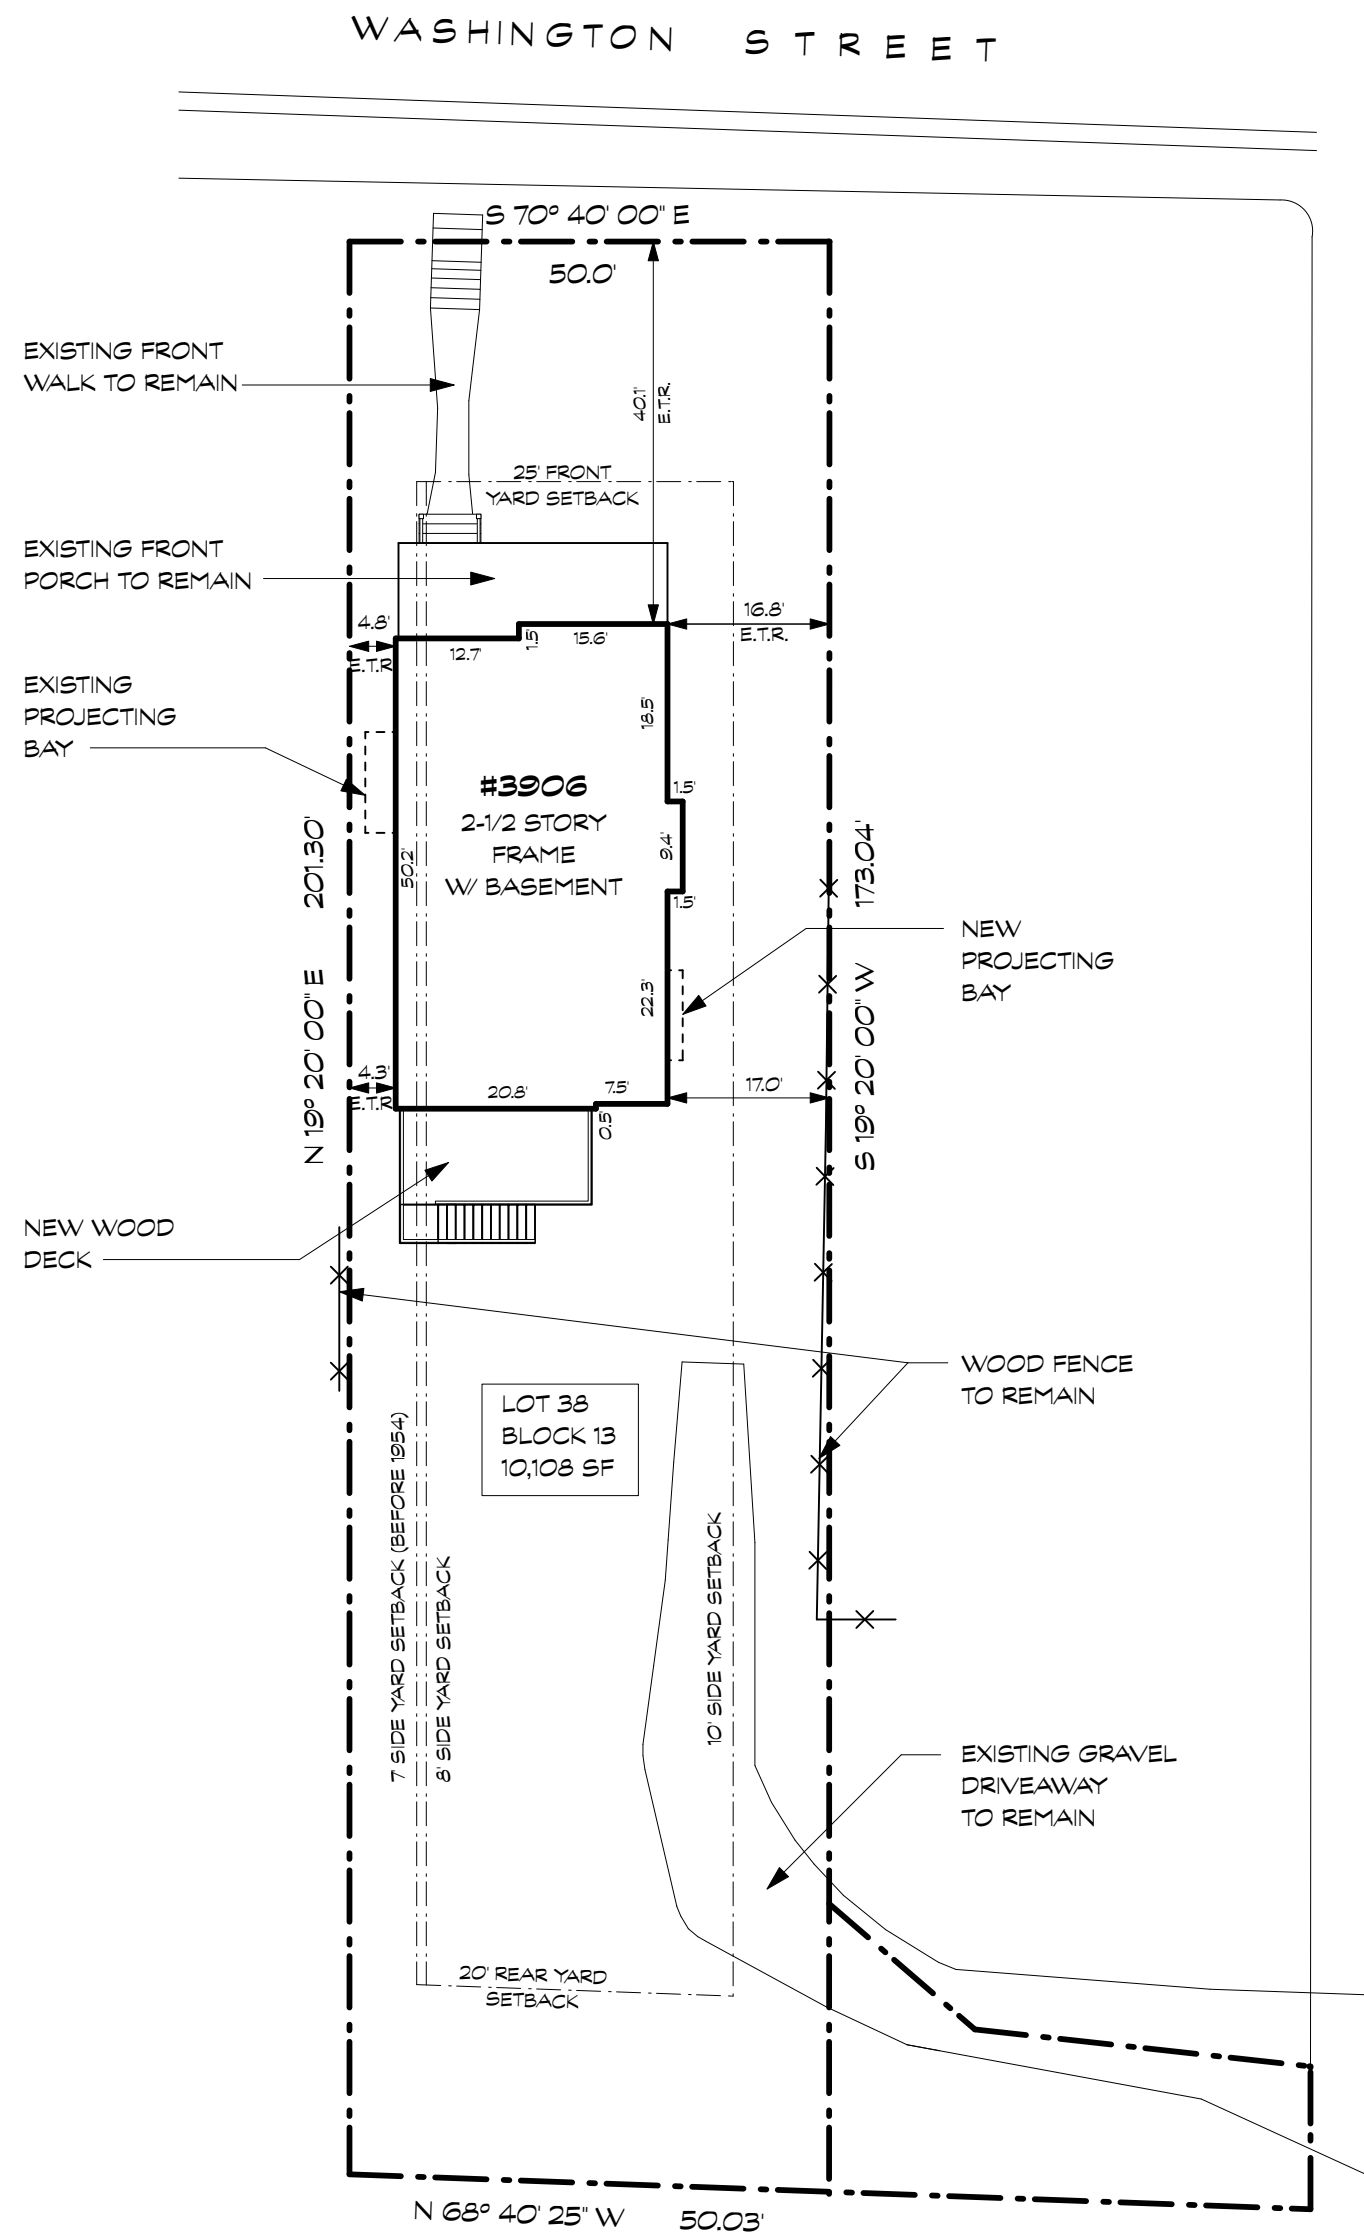 WASHINGTON STREET
S 70° 40' 00" E
50.0'
EXISTING FRONT
WALK TO REMAIN
40.1'
E.T.R.
25' FRONT
YARD SETBACK
EXISTING FRONT
PORCH TO REMAIN
4.8'
E.T.R
12.7'
1.5'
15.6'
16.8'
E.T.R.
EXISTING
PROJECTING
BAY
18.5'
#3906
2-1/2 STORY
FRAME
W/ BASEMENT
1.5'
9.4'
1.5'
50.2'
N 19° 20' 00" E 201.30'
S 19° 20' 00" W 173.04'
NEW
PROJECTING
BAY
22.3'
4.3'
E.T.R
20.8'
7.5'
0.5'
17.0'
NEW WOOD
DECK
WOOD FENCE
TO REMAIN
LOT 38
BLOCK 13
10,108 SF
7' SIDE YARD SETBACK (BEFORE 1954)
8' SIDE YARD SETBACK
10' SIDE YARD SETBACK
EXISTING GRAVEL
DRIVEAWAY
TO REMAIN
20' REAR YARD
SETBACK
N 68° 40' 25" W 50.03'